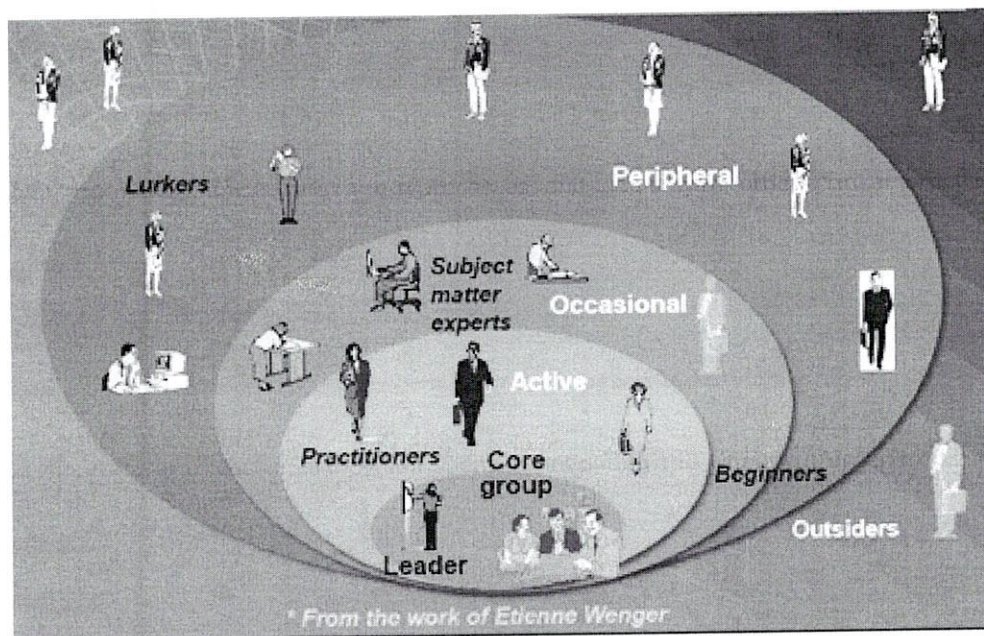 Lurkers
Peripheral
Subject
matter
experts
Occasional
Active
Practitioners
Core
group
Beginners
Outsiders
Leader
* From the work of Etienne Wenger